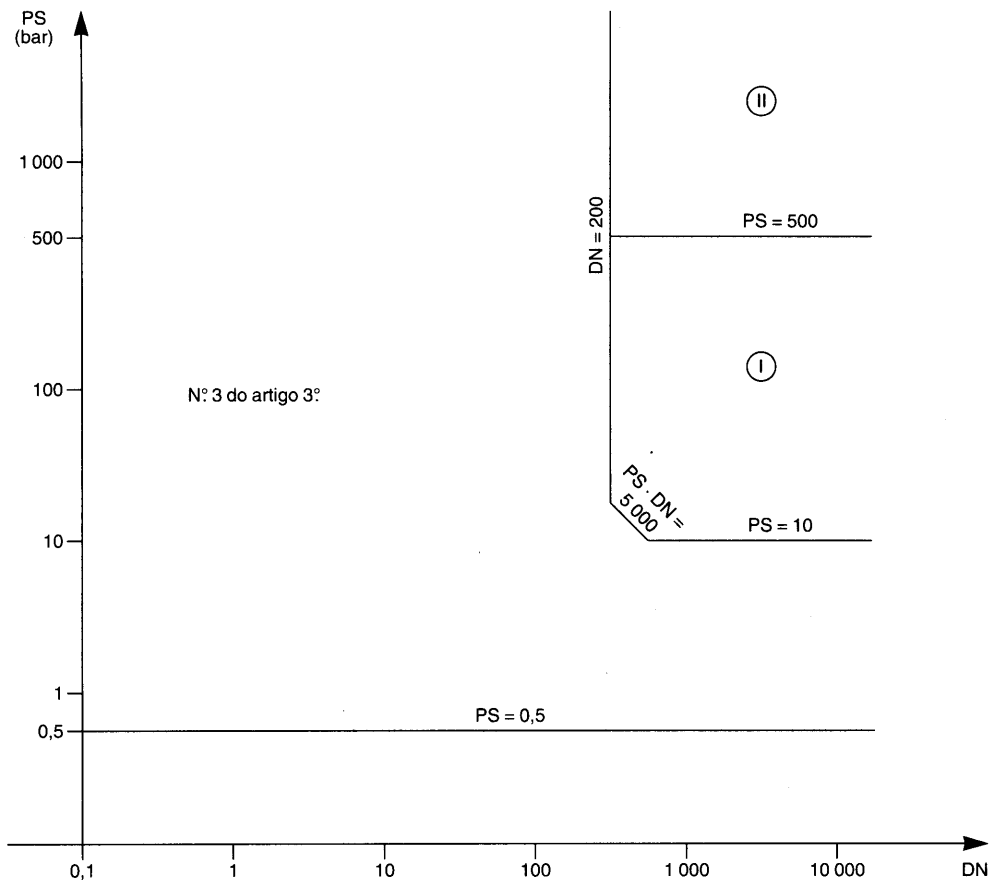 PS
(bar)
II
1 000
DN = 200
PS = 500
500
I
100
N.º 3 do artigo 3.º
PS · DN =
5 000
PS = 10
10
1
PS = 0,5
0,5
0,1
1
10
100
1 000
10 000
DN